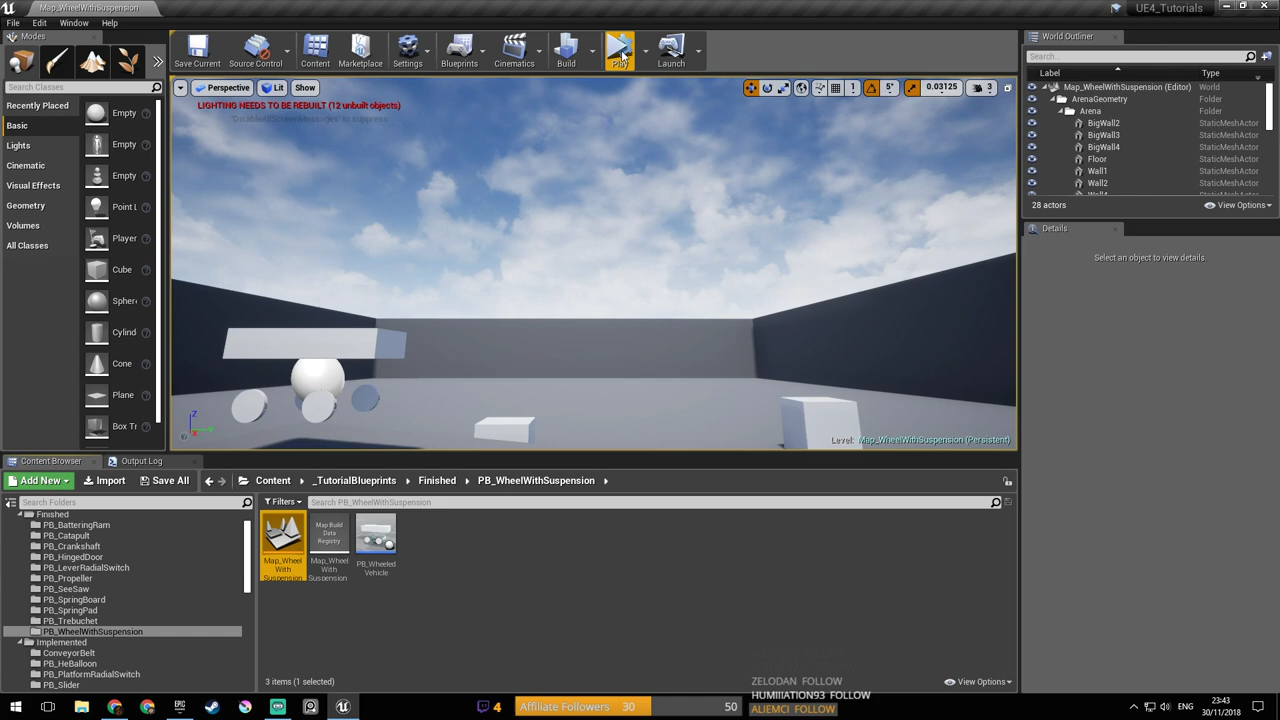 Map_WheelWithSuspension
UE4_Tutorials
File Edit Window Help
Modes
World Outliner
Save Current
Source Control
Content
Marketplace
Settings
Blueprints
Cinematics
Build
Play
Launch
Search Classes
Search...
Label Type
Recently Placed
Basic
Lights
Cinematic
Visual Effects
Geometry
Volumes
All Classes
Empty
Empty
Empty
Point L
Player
Cube
Spher
Cylind
Cone
Plane
Box Tr
Perspective Lit Show
5° 0.03125 3
LIGHTING NEEDS TO BE REBUILT (12 unbuilt objects)
'DisableAllScreenMessages' to suppress
Z
Level: Map_WheelWithSuspension (Persistent)
Map_WheelWithSuspension (Editor) World
ArenaGeometry Folder
Arena Folder
BigWall2 StaticMeshActor
BigWall3 StaticMeshActor
BigWall4 StaticMeshActor
Floor StaticMeshActor
Wall1 StaticMeshActor
Wall2 StaticMeshActor
28 actors
View Options
Details
Select an object to view details.
Content Browser
Output Log
Add New Import Save All
Content _TutorialBlueprints Finished PB_WheelWithSuspension
Search Folders
Filters
Search PB_WheelWithSuspension
Finished
PB_BatteringRam
PB_Catapult
PB_Crankshaft
PB_HingedDoor
PB_LeverRadialSwitch
PB_Propeller
PB_SeeSaw
PB_SpringBoard
PB_SpringPad
PB_Trebuchet
PB_WheelWithSuspension
Implemented
ConveyorBelt
PB_HeBalloon
PB_PlatformRadialSwitch
PB_Slider
Map_Wheel
With
Suspension
Map Build
Data
Registry
Map_Wheel
With
Suspension
PB_Wheeled
Vehicle
3 items (1 selected)
View Options
ZELODAN FOLLOW
HUMIIIATION93 FOLLOW
ALIEMCI FOLLOW
4
Affiliate Followers 30 50
ENG
23:43
30/11/2018